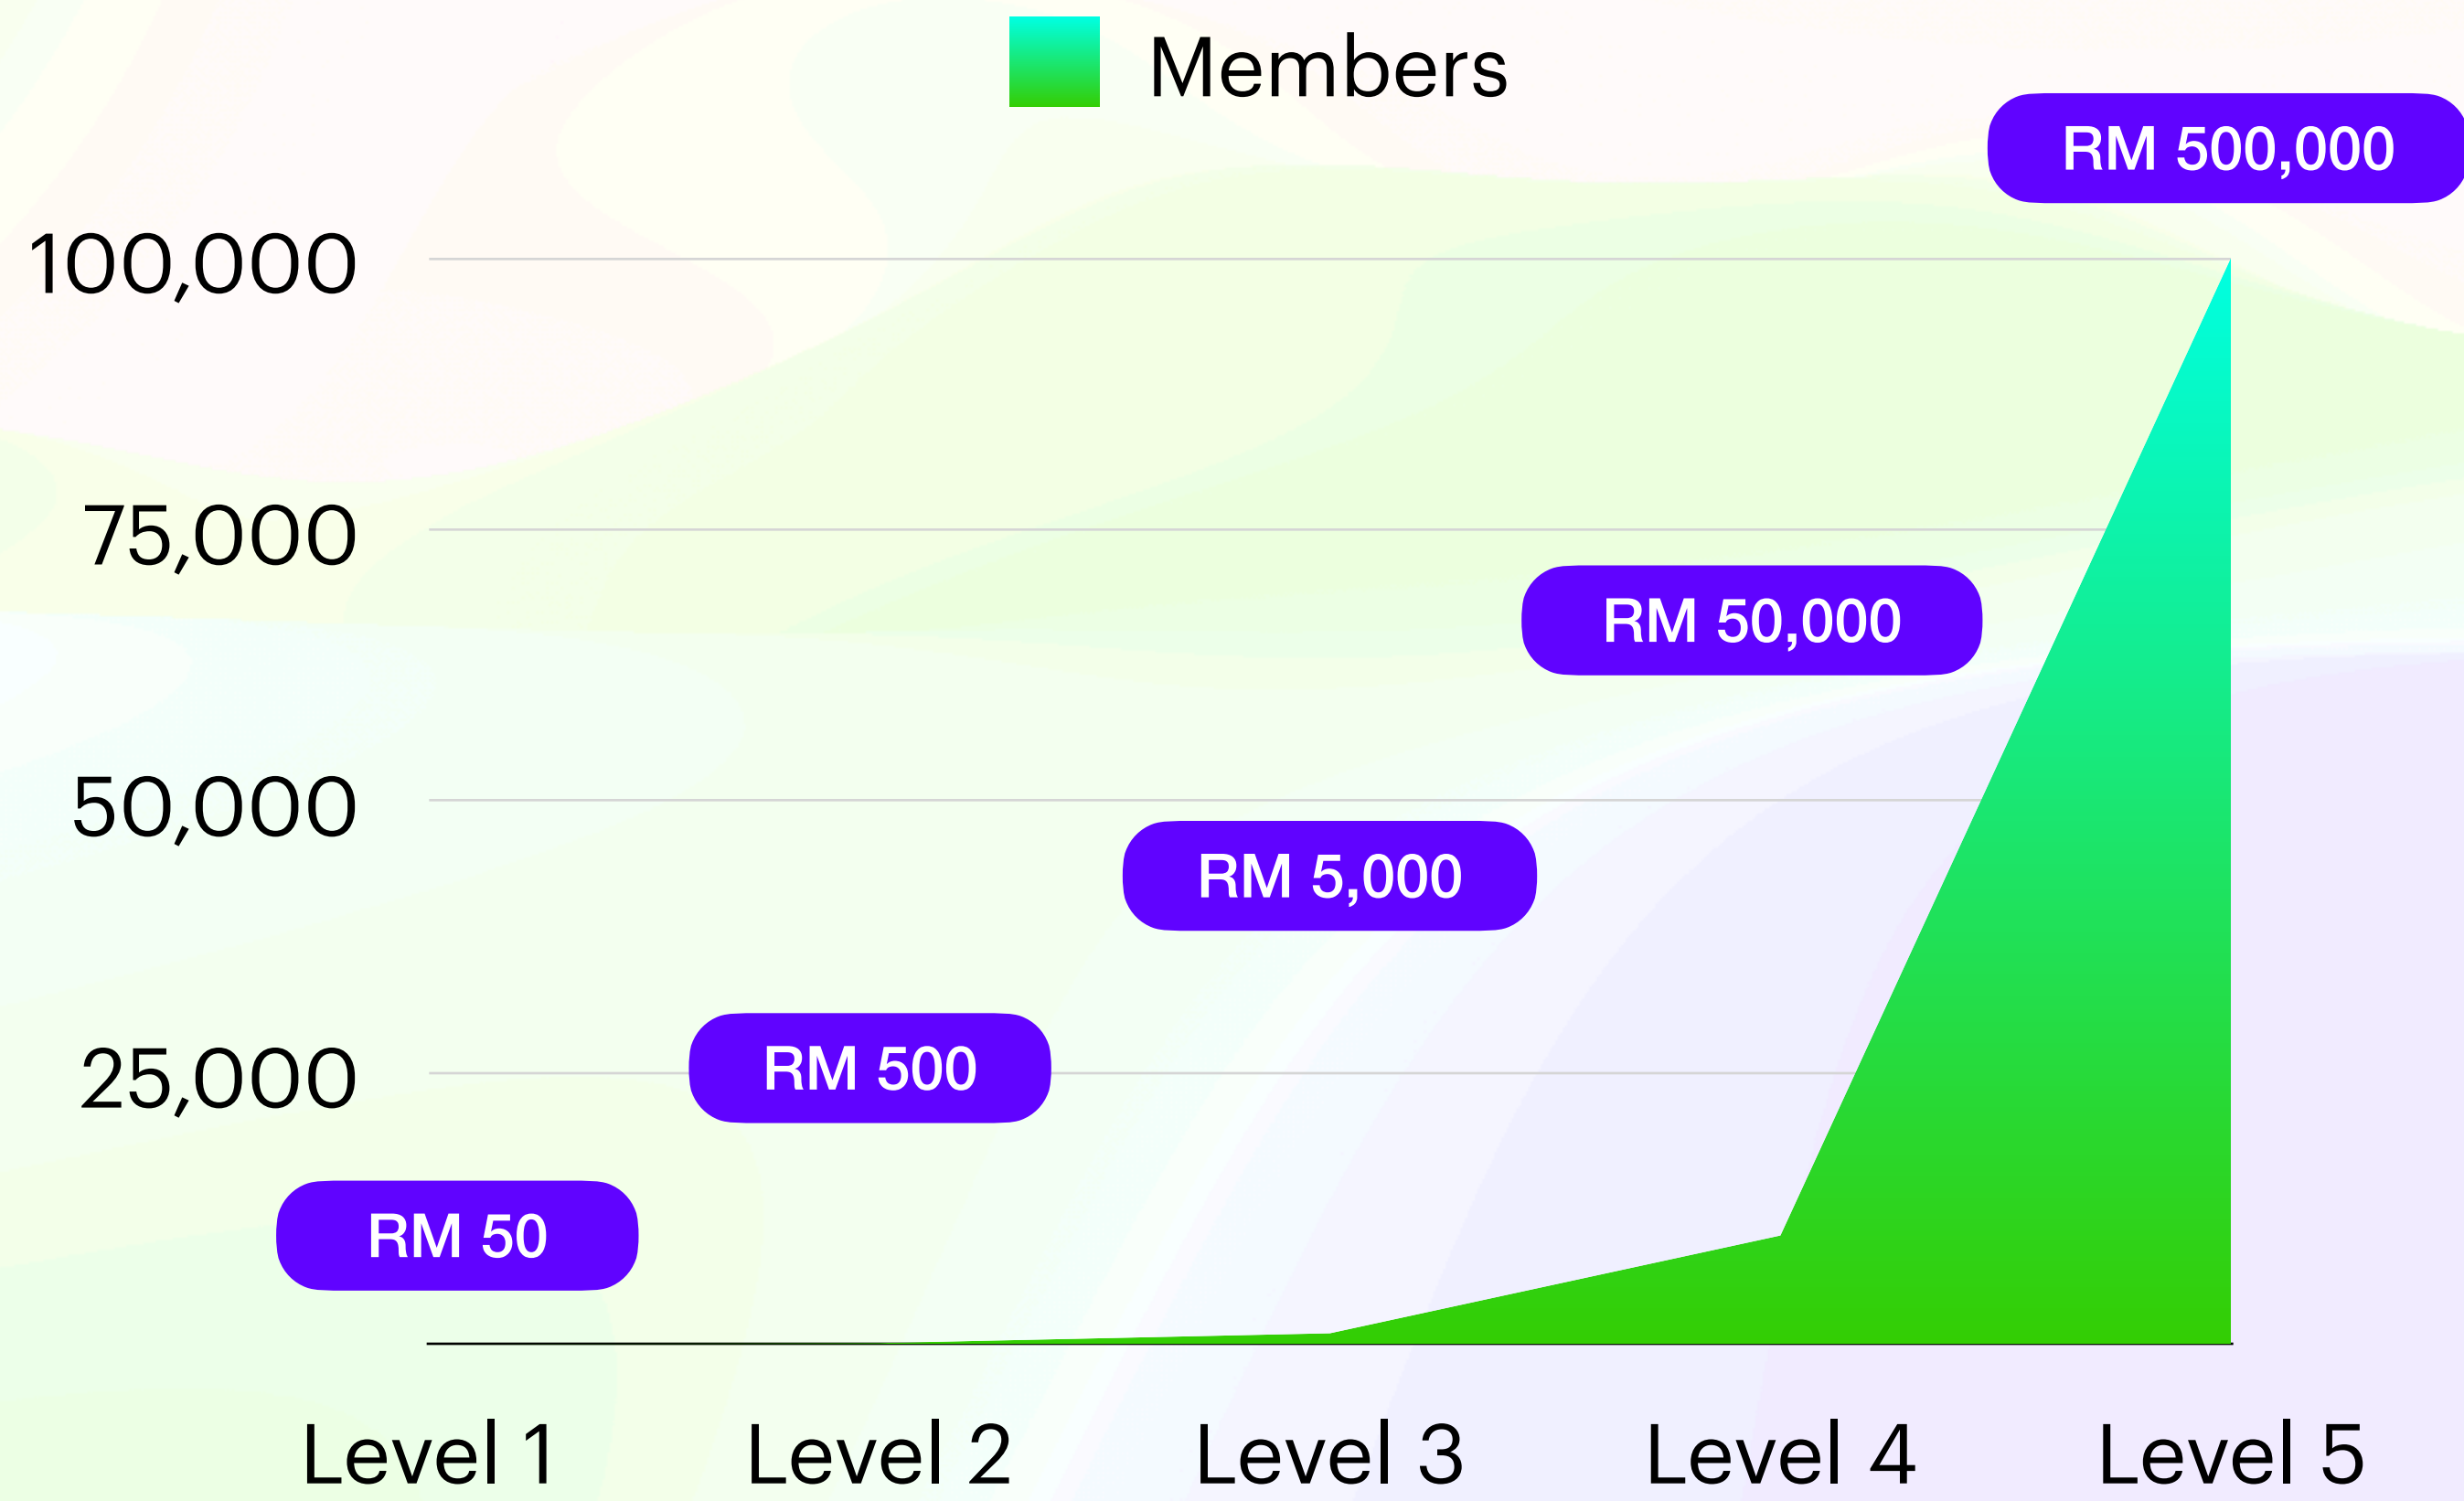 Members
RM 500,000
100,000
75,000
RM 50,000
50,000
RM 5,000
25,000
RM 500
RM 50
Level 1 Level 2 Level 3 Level 4 Level 5